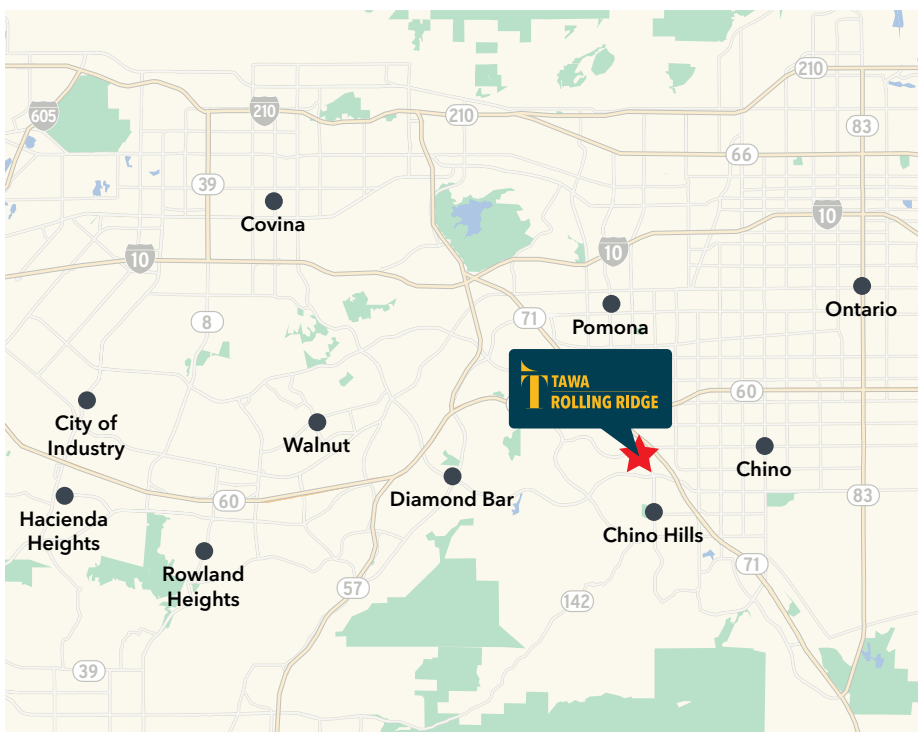 210
605
210
210
83
66
39
Covina
10
10
10
Ontario
8
71
Pomona
TAWA
ROLLING RIDGE
60
City of
Industry
Walnut
Chino
Diamond Bar
60
83
Hacienda
Heights
Chino Hills
Rowland
Heights
71
57
142
39